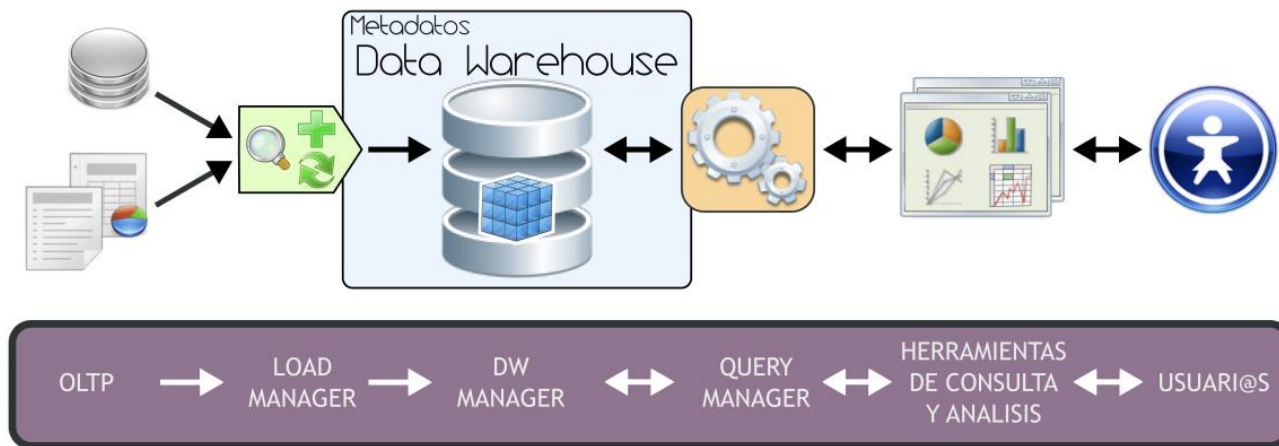 Metadatos
Data Warehouse
OLTP
LOAD
MANAGER
DW
MANAGER
QUERY
MANAGER
HERRAMIENTAS
DE CONSULTA
Y ANALISIS
USUARI@S